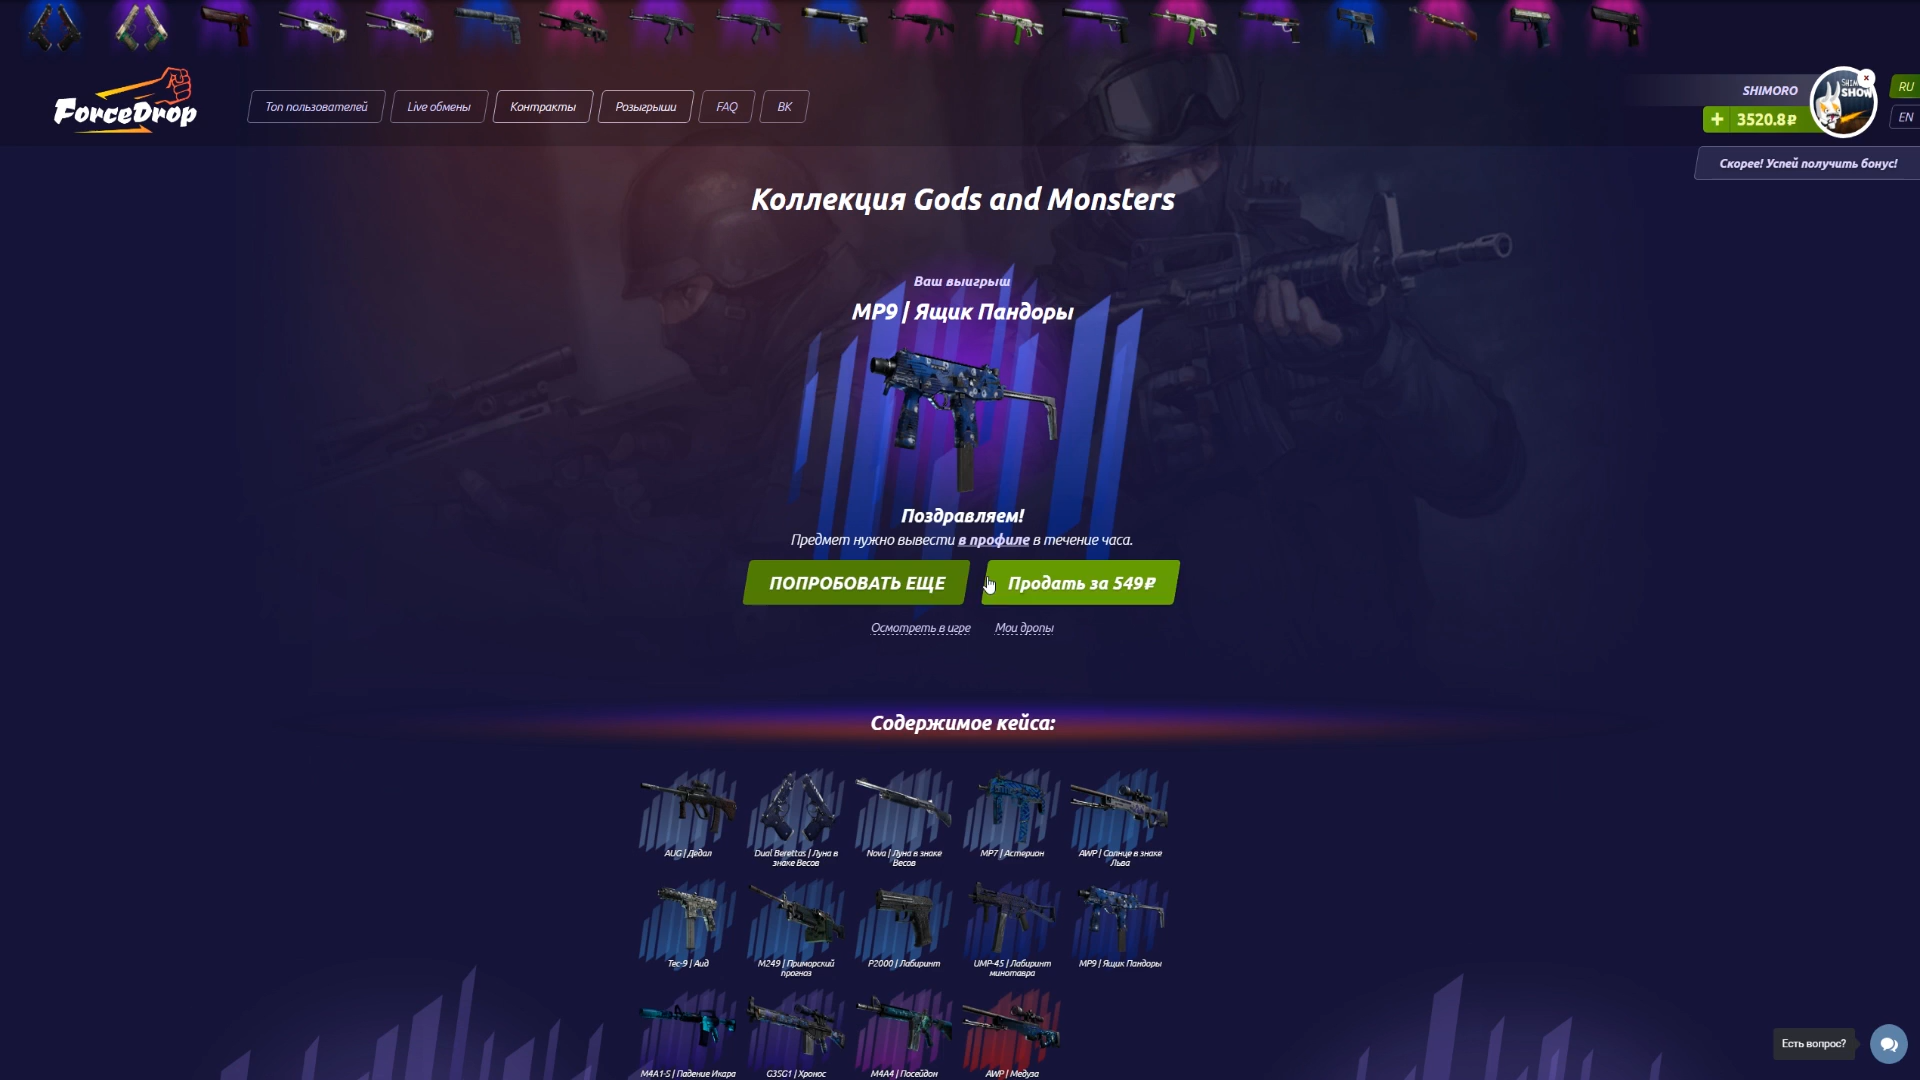 ForceDrop
Топ пользователей
Live обмены
Контракты
Розыгрыши
FAQ
ВК
SHIMORO
+ 3520.8₽
SHOW
x
RU
EN
Скорее! Успей получить бонус!
Коллекция Gods and Monsters
Ваш выигрыш
MP9 | Ящик Пандоры
Поздравляем!
Предмет нужно вывести в профиле в течение часа.
ПОПРОБОВАТЬ ЕЩЕ
Продать за 549₽
Осмотреть в игре
Мои дропы
Содержимое кейса:
AUG | Дедал
Dual Berettas | Луна в
знаке Весов
Nova | Луна в знаке
Весов
MP7 | Астерион
AWP | Солнце в знаке
Льва
Tec-9 | Аид
M249 | Приморский
прогноз
P2000 | Лабиринт
UMP-45 | Лабиринт
минотавра
MP9 | Ящик Пандоры
M4A1-S | Падение Икара
G3SG1 | Хронос
M4A4 | Посейдон
AWP | Медуза
Есть вопрос?